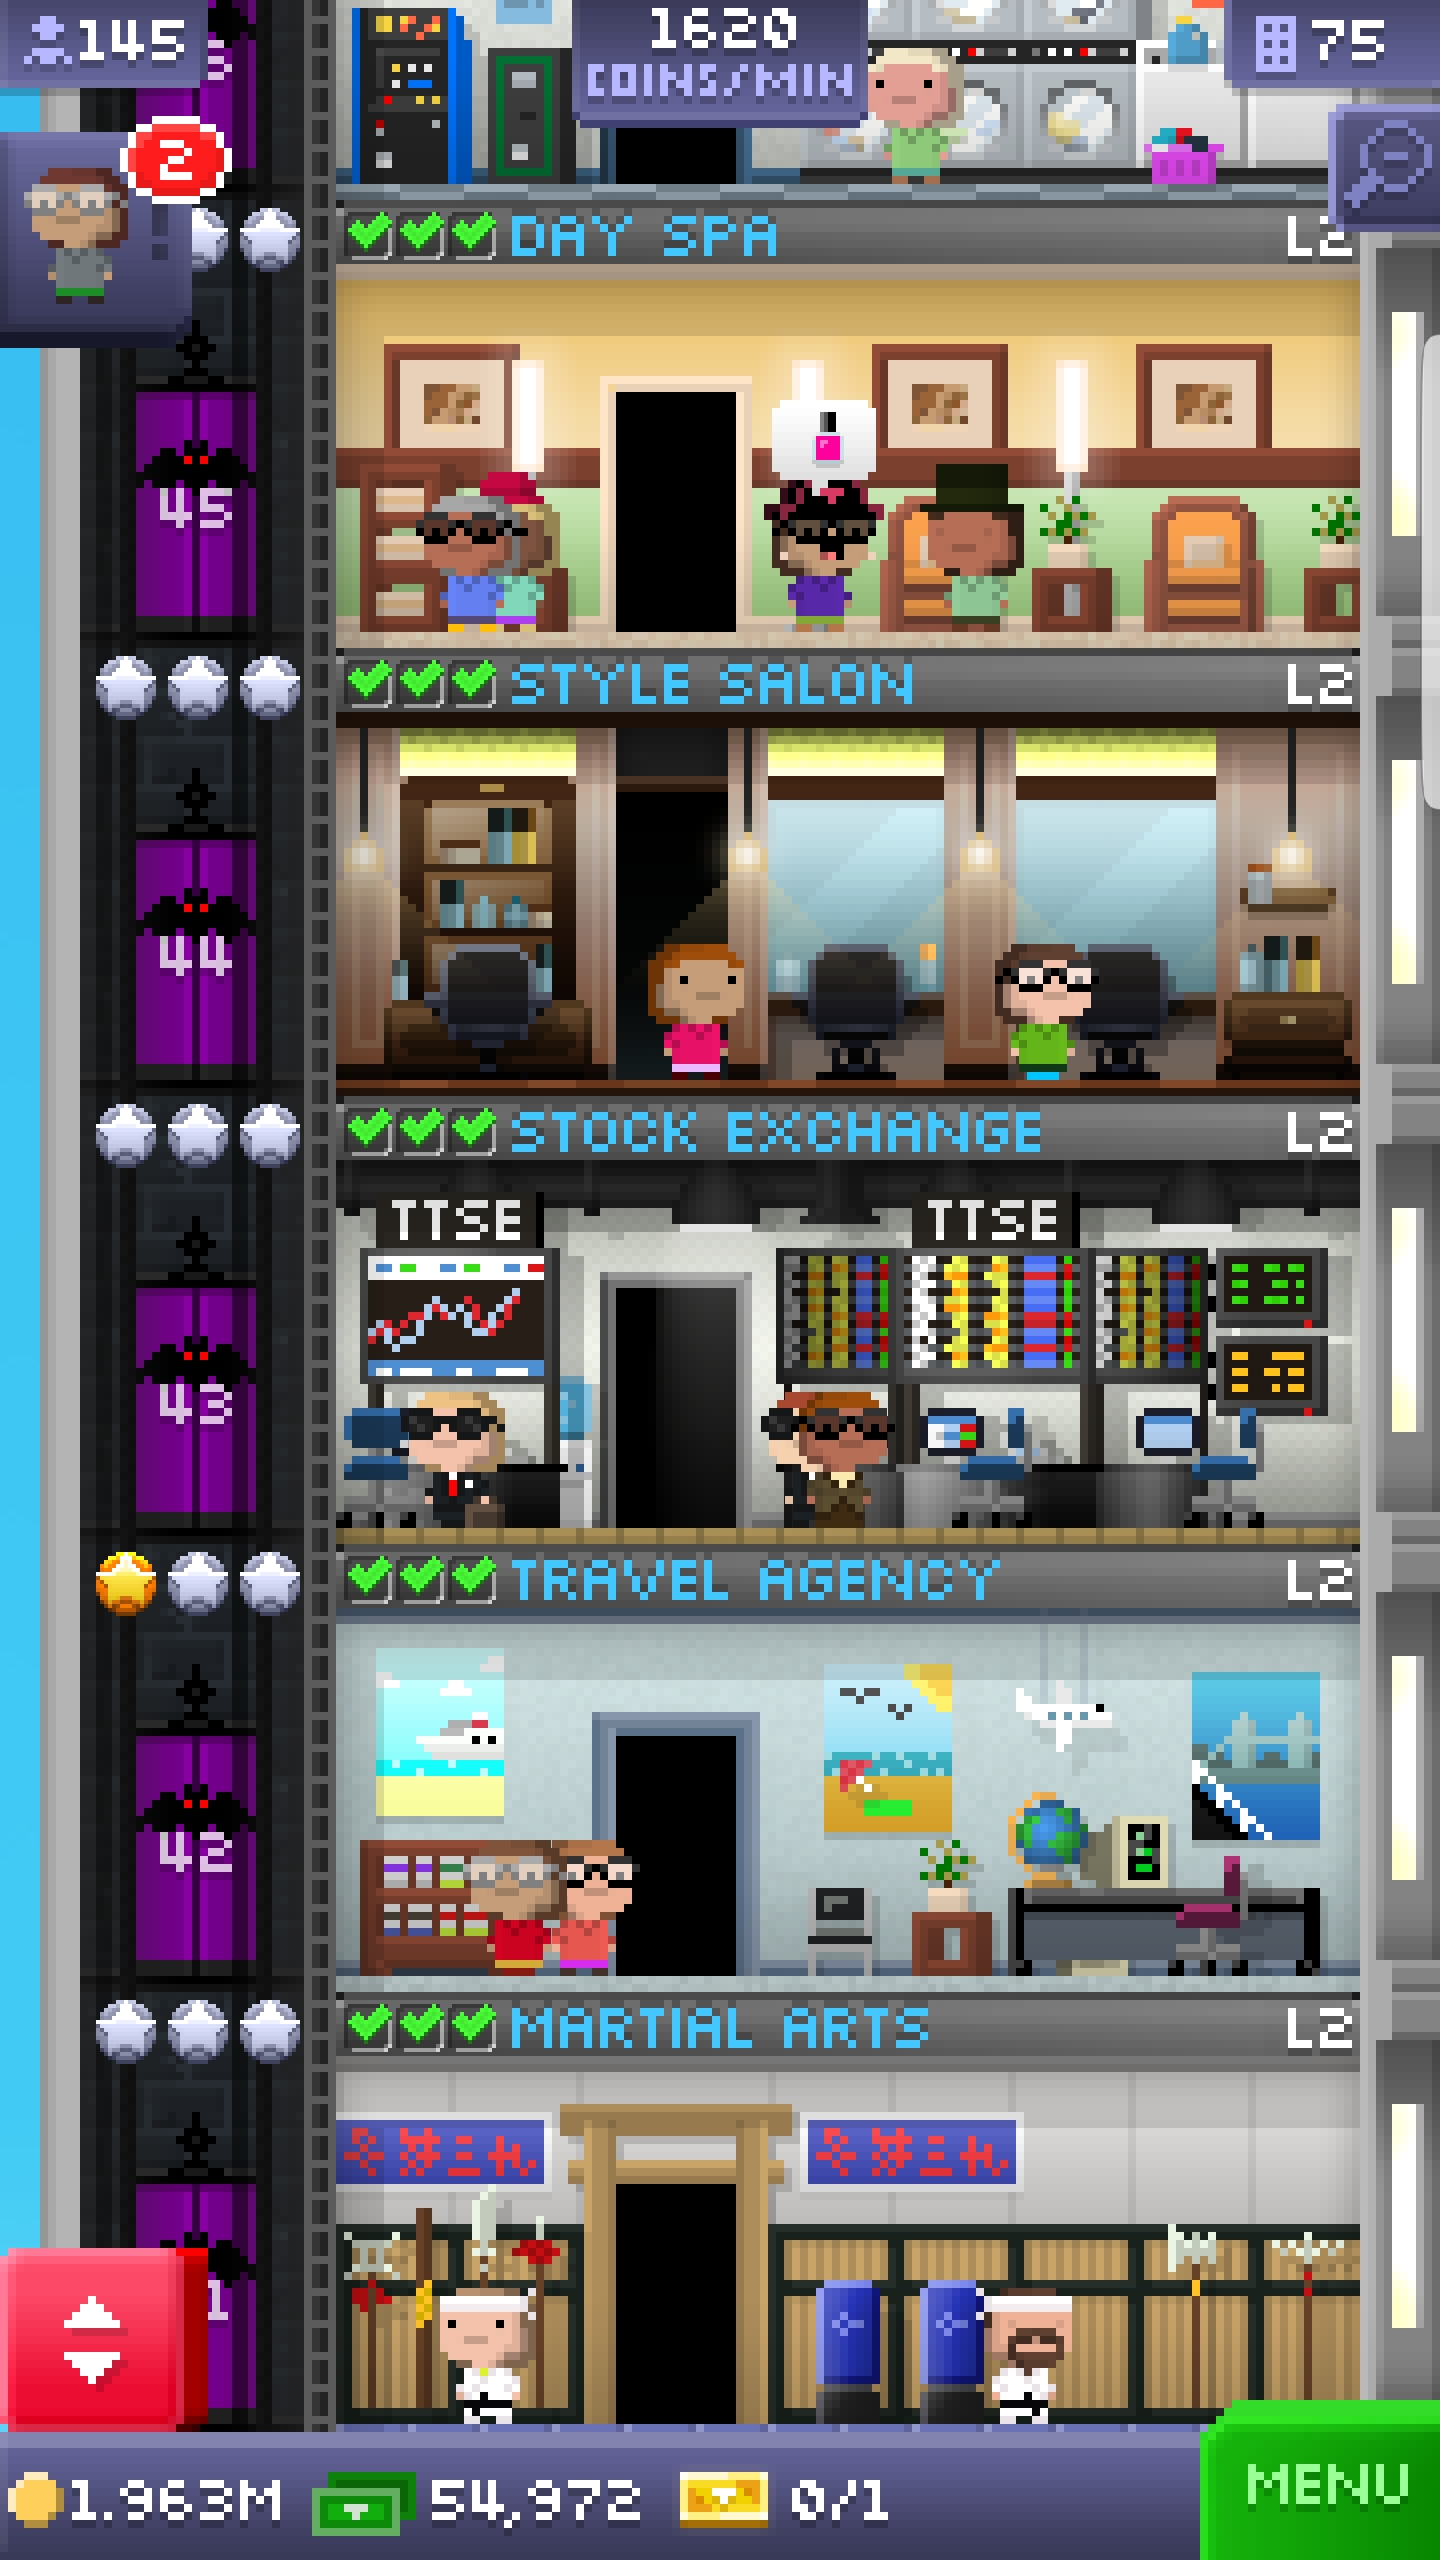 145
1620
COINS/MIN
75
2
DAY SPA L2
45
STYLE SALON L2
44
STOCK EXCHANGE L2
TTSE TTSE
43
TRAVEL AGENCY L2
42
MARTIAL ARTS L2
1.963M 54,972 0/1
MENU